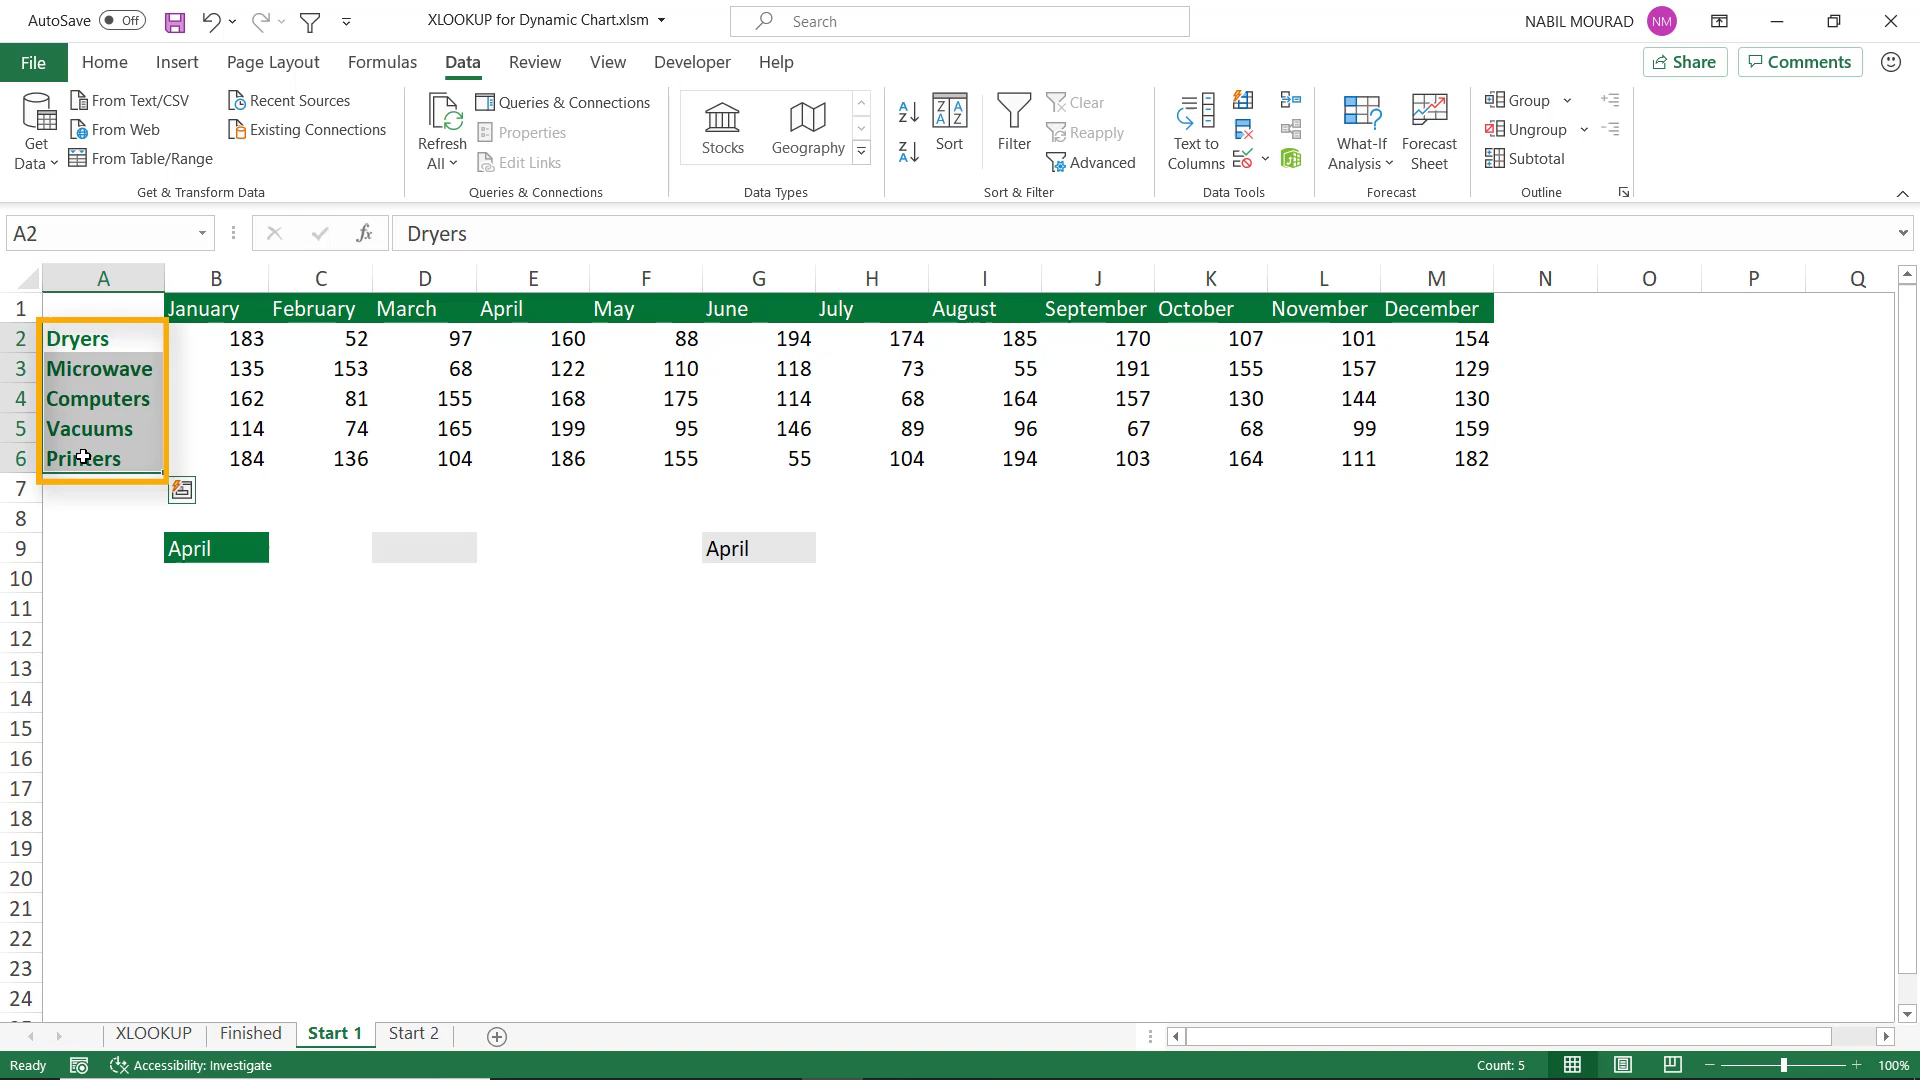 AutoSave Off XLOOKUP for Dynamic Chart.xlsm Search NABIL MOURAD NM
File Home Insert Page Layout Formulas Data Review View Developer Help Share Comments
Get Data
From Text/CSV
From Web
From Table/Range
Recent Sources
Existing Connections
Get & Transform Data
Refresh All
Queries & Connections
Properties
Edit Links
Queries & Connections
Stocks
Geography
Data Types
Sort
Filter
Clear
Reapply
Advanced
Sort & Filter
Text to Columns
Data Tools
What-If Analysis
Forecast Sheet
Forecast
Group
Ungroup
Subtotal
Outline
A2 fx Dryers
A B C D E F G H I J K L M N O P Q
1 January February March April May June July August September October November December
2 Dryers 183 52 97 160 88 194 174 185 170 107 101 154
3 Microwave 135 153 68 122 110 118 73 55 191 155 157 129
4 Computers 162 81 155 168 175 114 68 164 157 130 144 130
5 Vacuums 114 74 165 199 95 146 89 96 67 68 99 159
6 Printers 184 136 104 186 155 55 104 194 103 164 111 182
7
8
9 April April
10
11
12
13
14
15
16
17
18
19
20
21
22
23
24
XLOOKUP Finished Start 1 Start 2
Ready Accessibility: Investigate Count: 5 100%